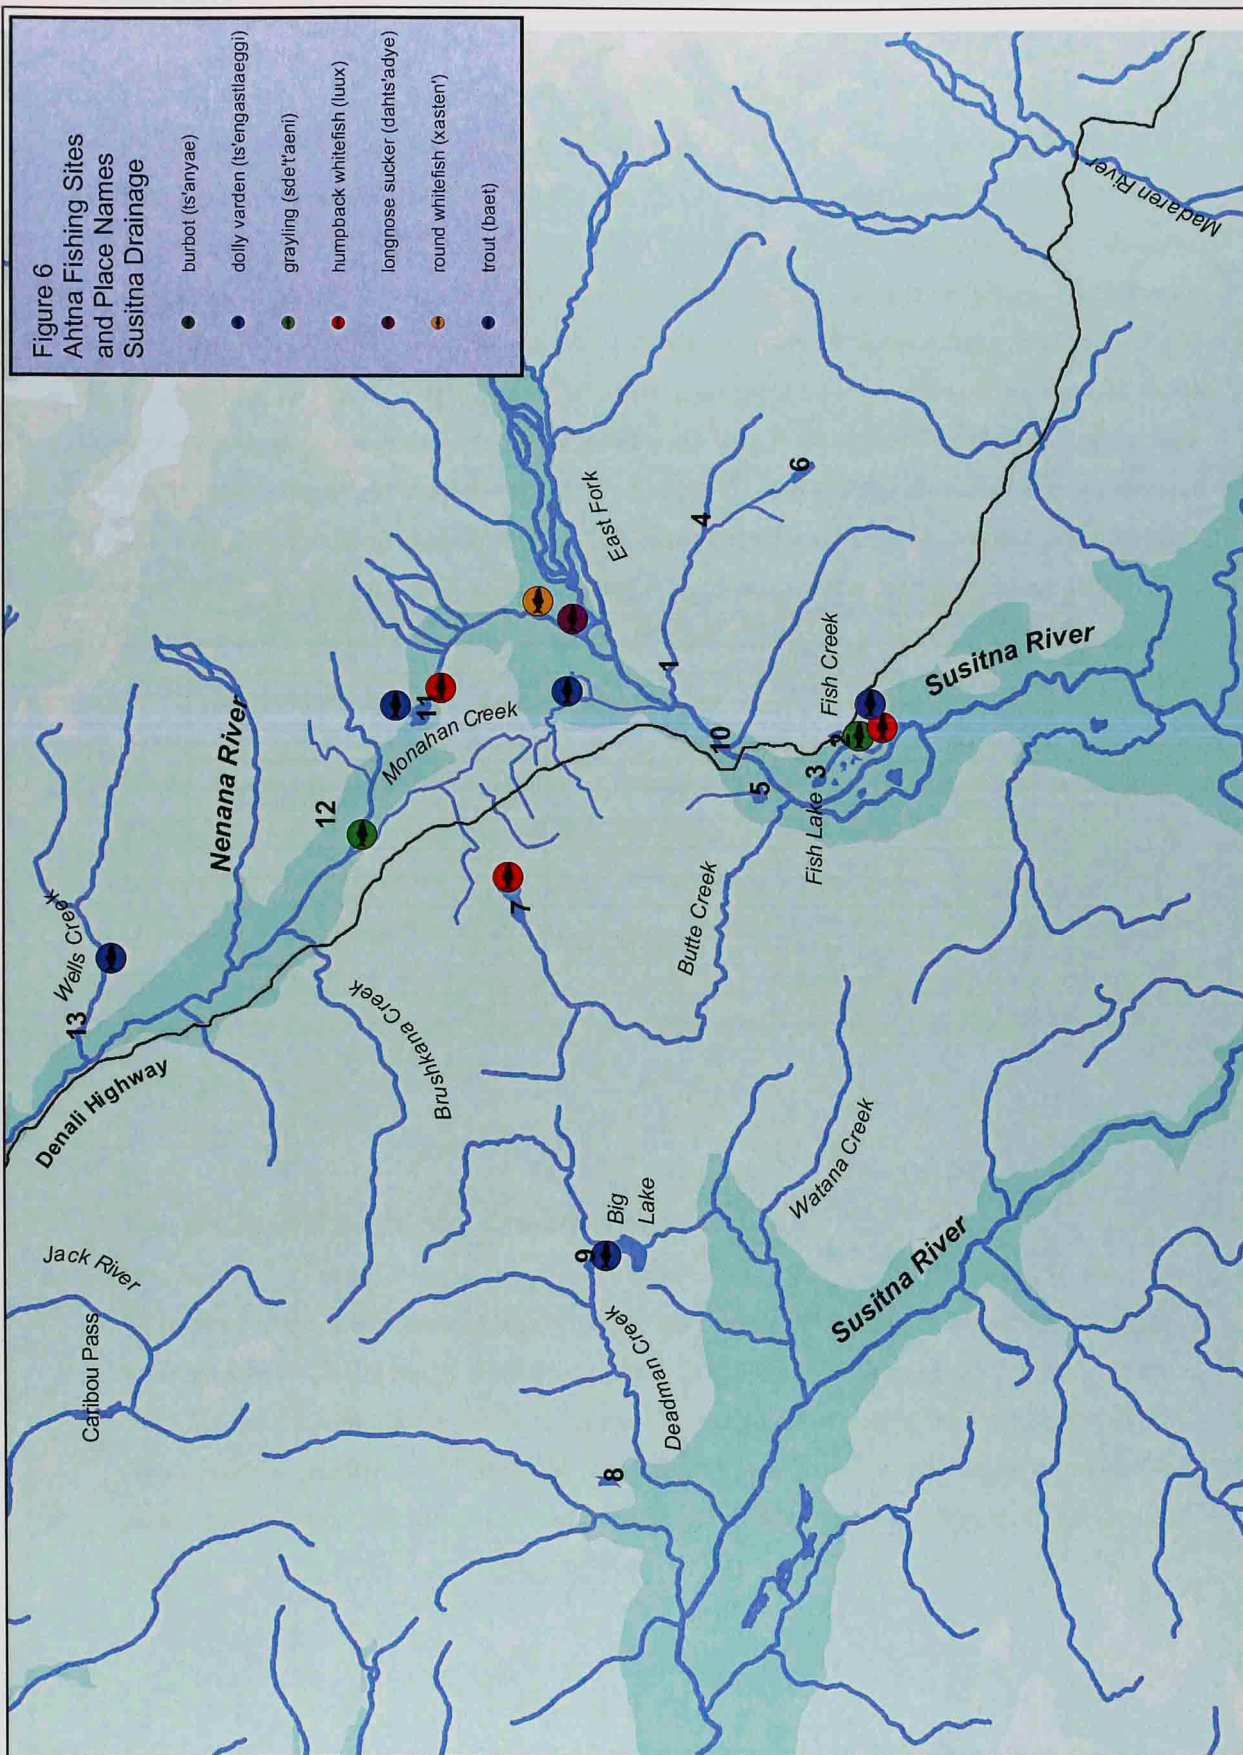 Figure 6
Ahtna Fishing Sites
and Place Names
Susitna Drainage
burbot (ts'anyae)
dolly varden (ts'engastlaeggi)
grayling (sde't'aeni)
humpback whitefish (luux)
longnose sucker (dahts'adye)
round whitefish (xasten')
trout (baet)
Jack River
Caribou Pass
Denali Highway
13
Wells Creek
Nenana River
12
Brushkana Creek
Monahan Creek
11
East Fork
7
9
Big
Lake
Deadman Creek
8
Butte Creek
1
4
6
10
5
3
2
Fish Lake
Fish Creek
Susitna River
Watana Creek
Susitna River
Madaren River